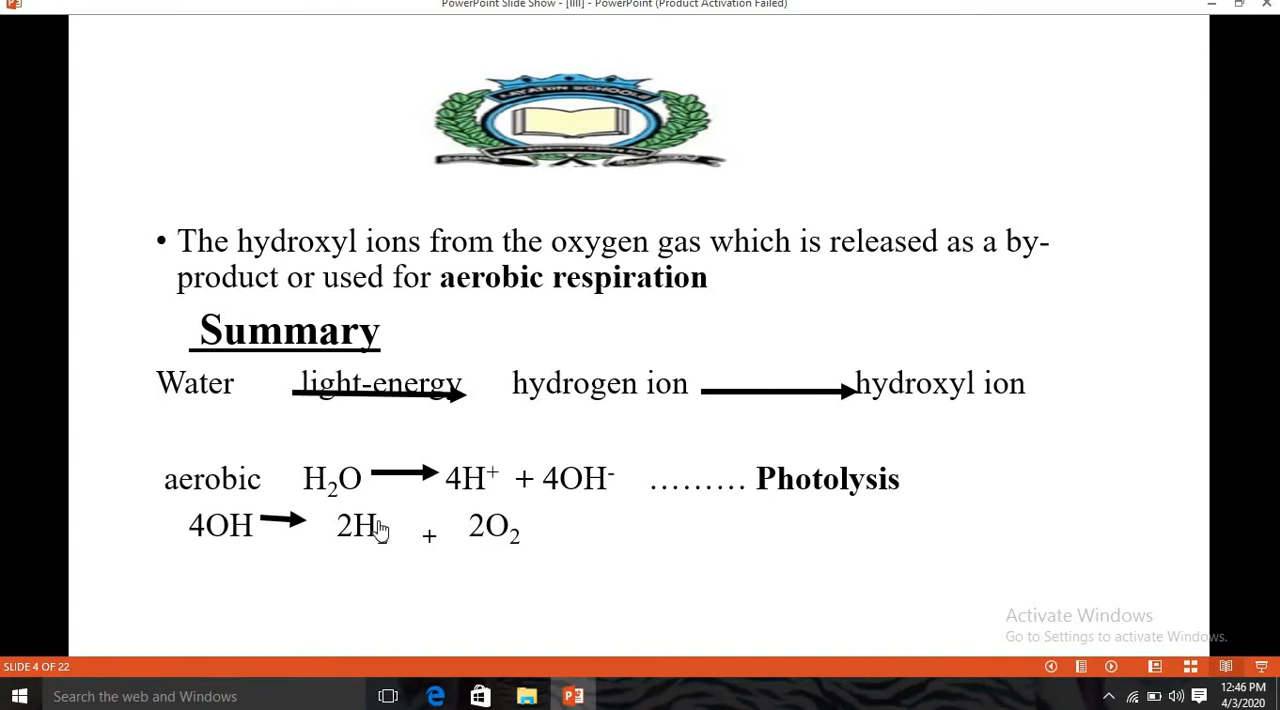 PowerPoint Slide Show - [IIII] - PowerPoint (Product Activation Failed)
• The hydroxyl ions from the oxygen gas which is released as a by-
product or used for aerobic respiration
Summary
Water light-energy hydrogen ion hydroxyl ion
aerobic H₂O 4H⁺ + 4OH⁻ ……… Photolysis
4OH 2H + 2O₂
Activate Windows
Go to Settings to activate Windows.
SLIDE 4 OF 22
Search the web and Windows
12:46 PM
4/3/2020